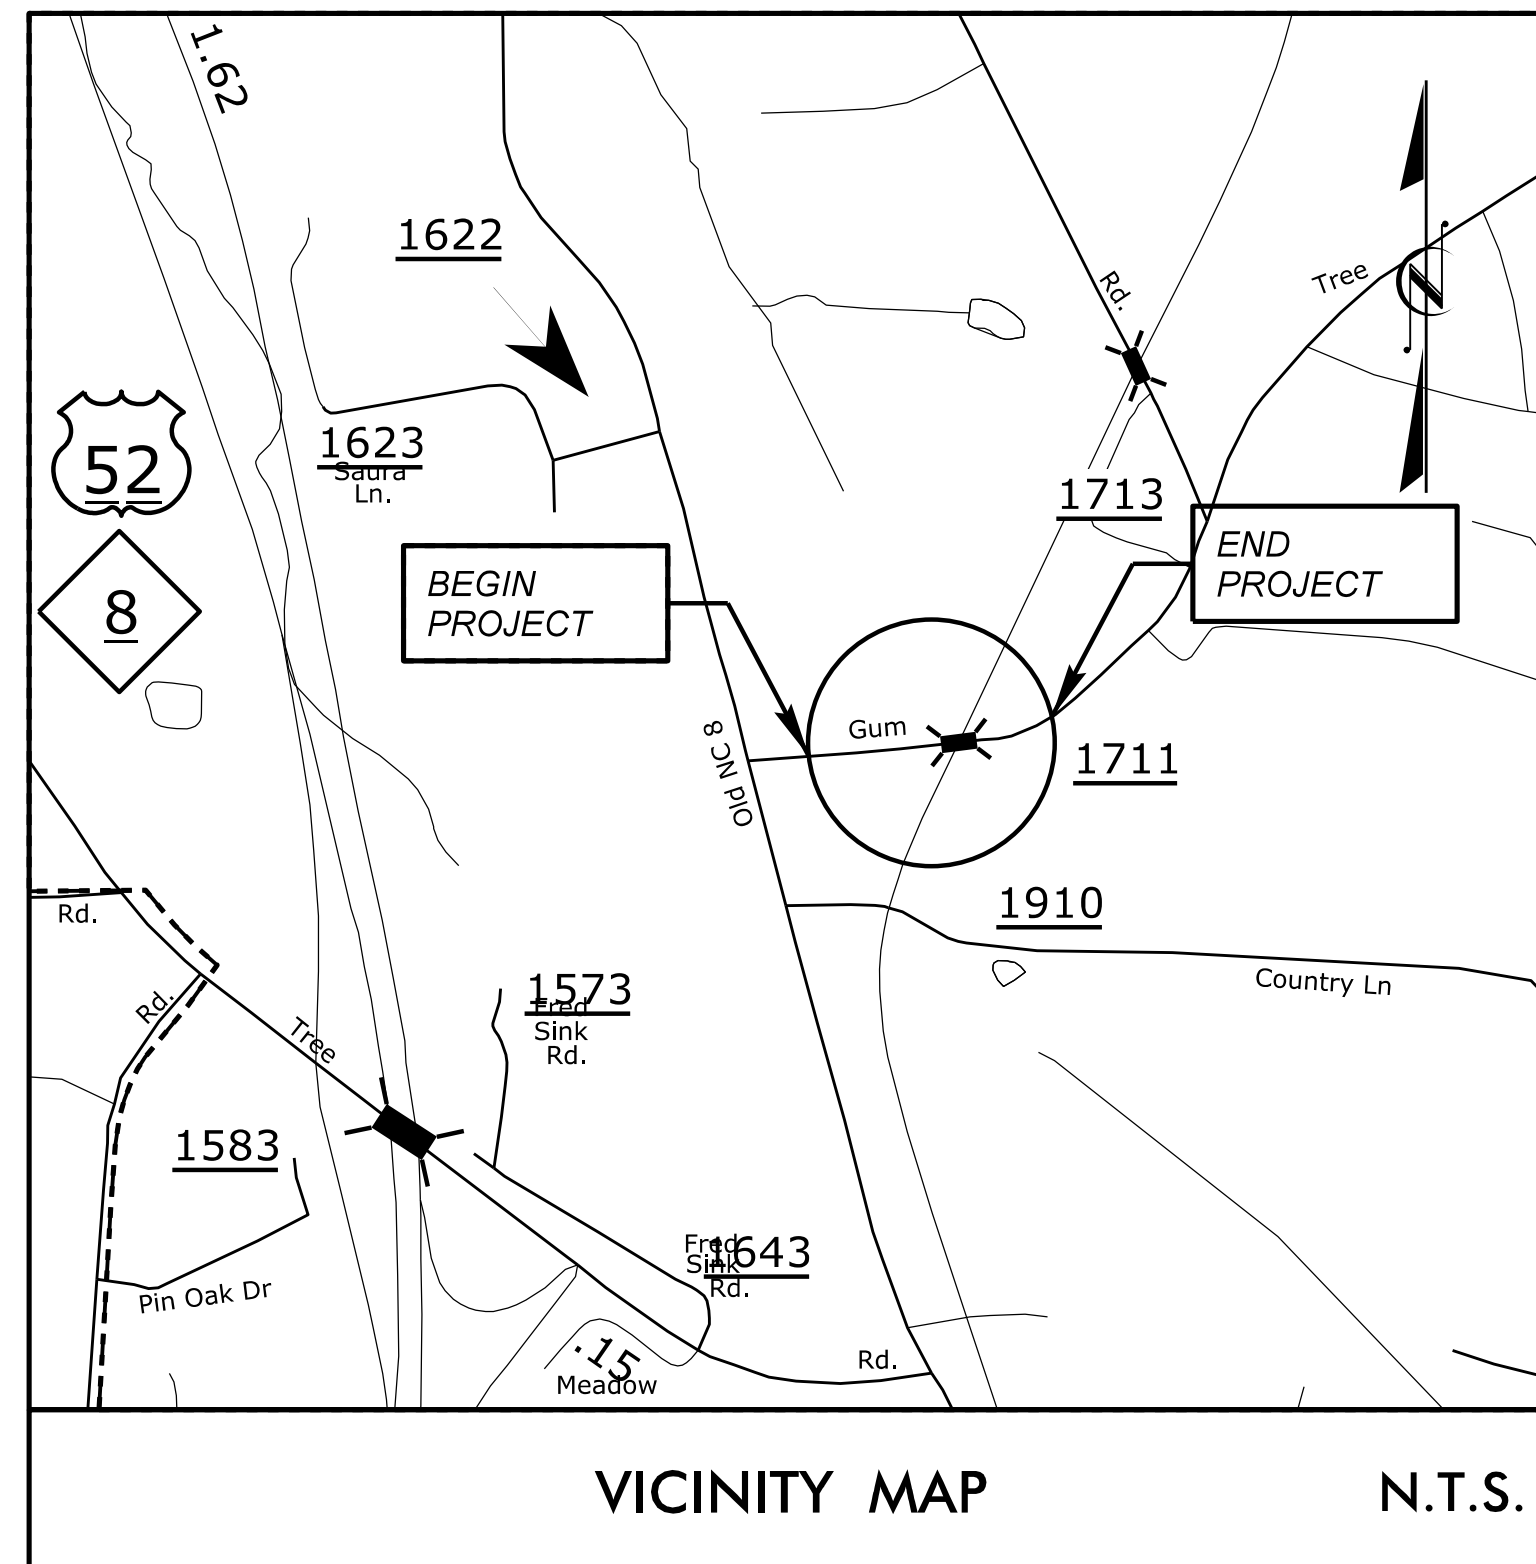 1.62
1622
Rd.
Tree
N
52
1623
Saura
Ln.
1713
8
BEGIN
PROJECT
END
PROJECT
Gum
Old NC 8
1711
Rd.
1910
Country Ln
1573
Fred
Sink
Rd.
Rd.
Tree
1583
1643
Fred
Sink
Rd.
Pin Oak Dr
.15
Meadow
Rd.
VICINITY MAP
N.T.S.